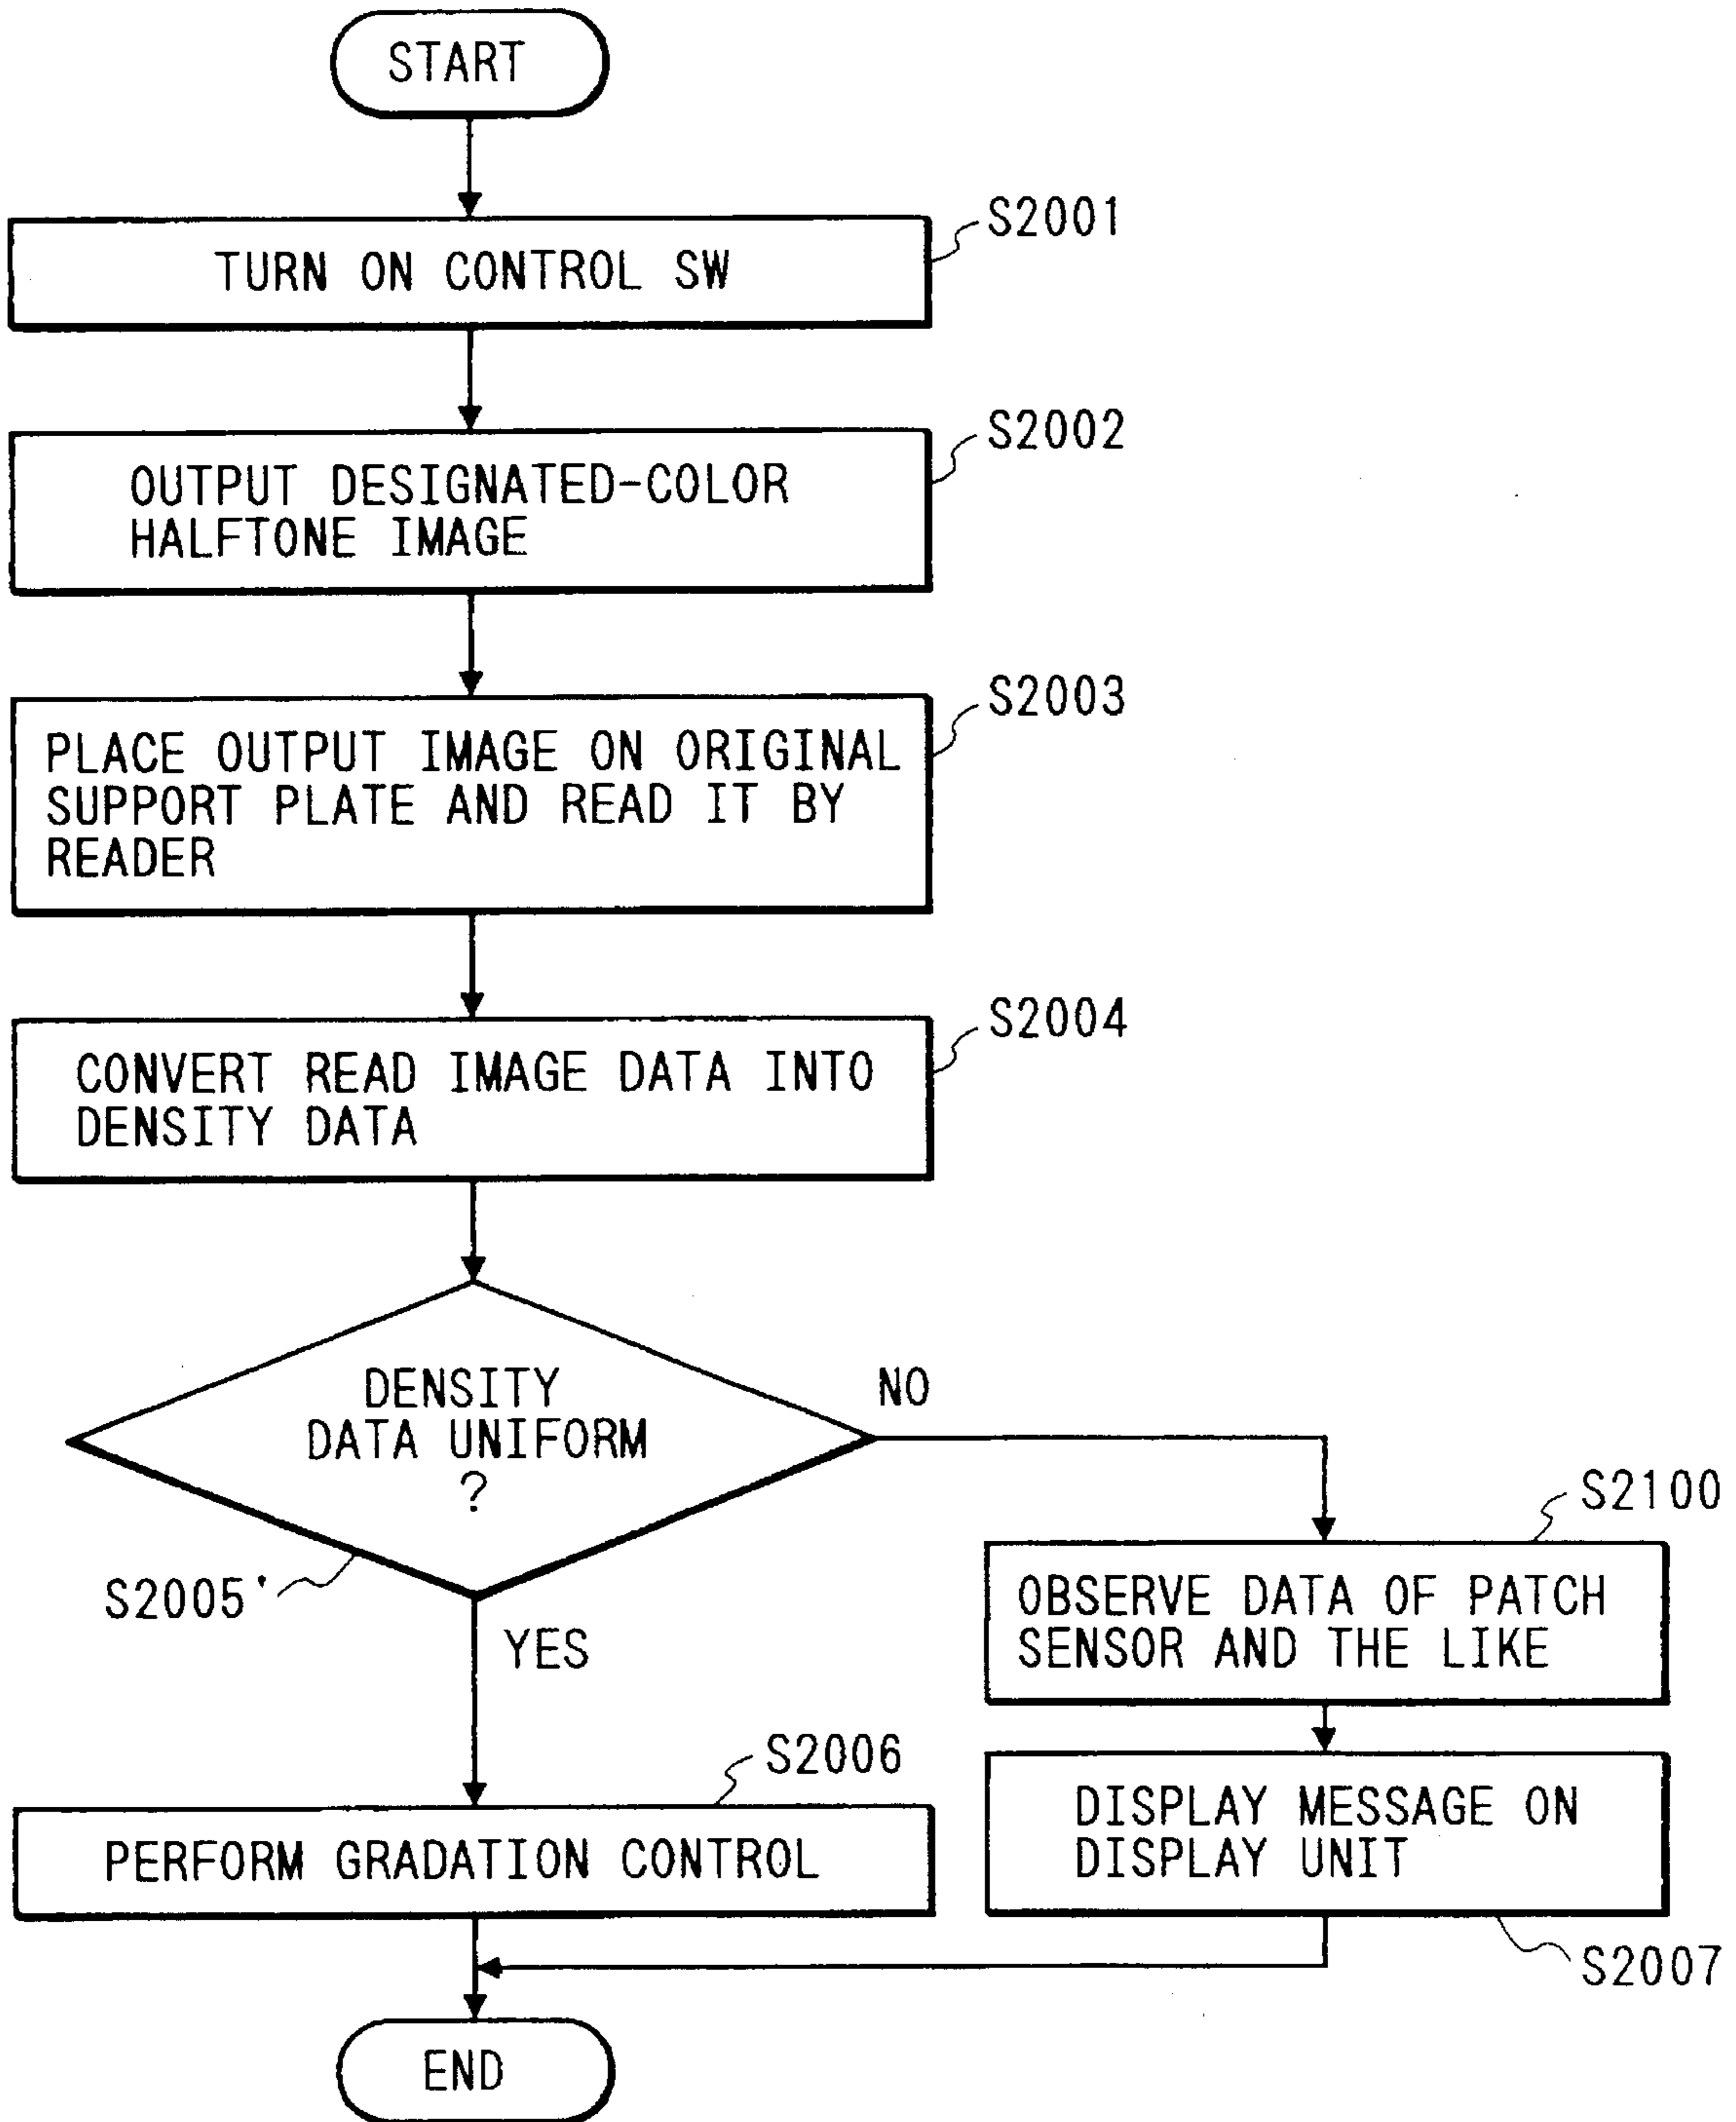 START
S2001
TURN ON CONTROL SW
S2002
OUTPUT DESIGNATED-COLOR
HALFTONE IMAGE
S2003
PLACE OUTPUT IMAGE ON ORIGINAL
SUPPORT PLATE AND READ IT BY
READER
S2004
CONVERT READ IMAGE DATA INTO
DENSITY DATA
DENSITY
DATA UNIFORM
?
NO
S2005'
YES
S2100
OBSERVE DATA OF PATCH
SENSOR AND THE LIKE
S2006
PERFORM GRADATION CONTROL
DISPLAY MESSAGE ON
DISPLAY UNIT
S2007
END